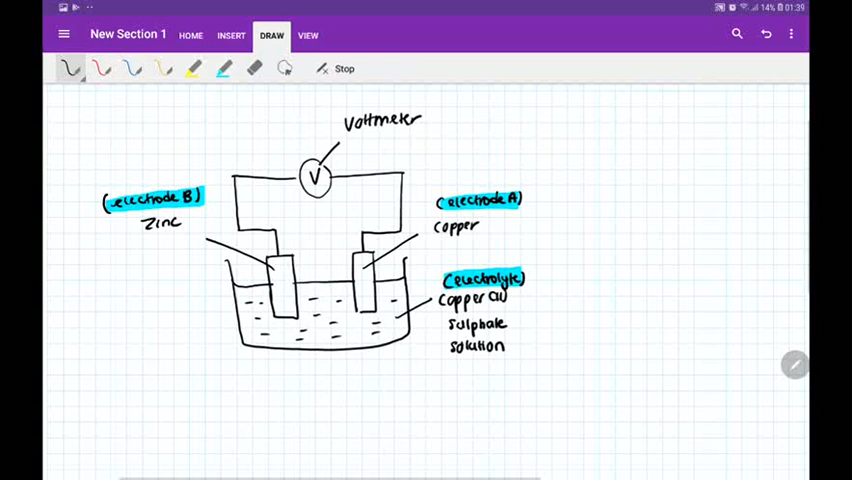 14% 01:39
New Section 1 HOME INSERT DRAW VIEW
Stop
Voltmeter
V
(electrode B)
Zinc
(electrode A)
Copper
(electrolyte)
Copper (II)
Sulphate
Solution